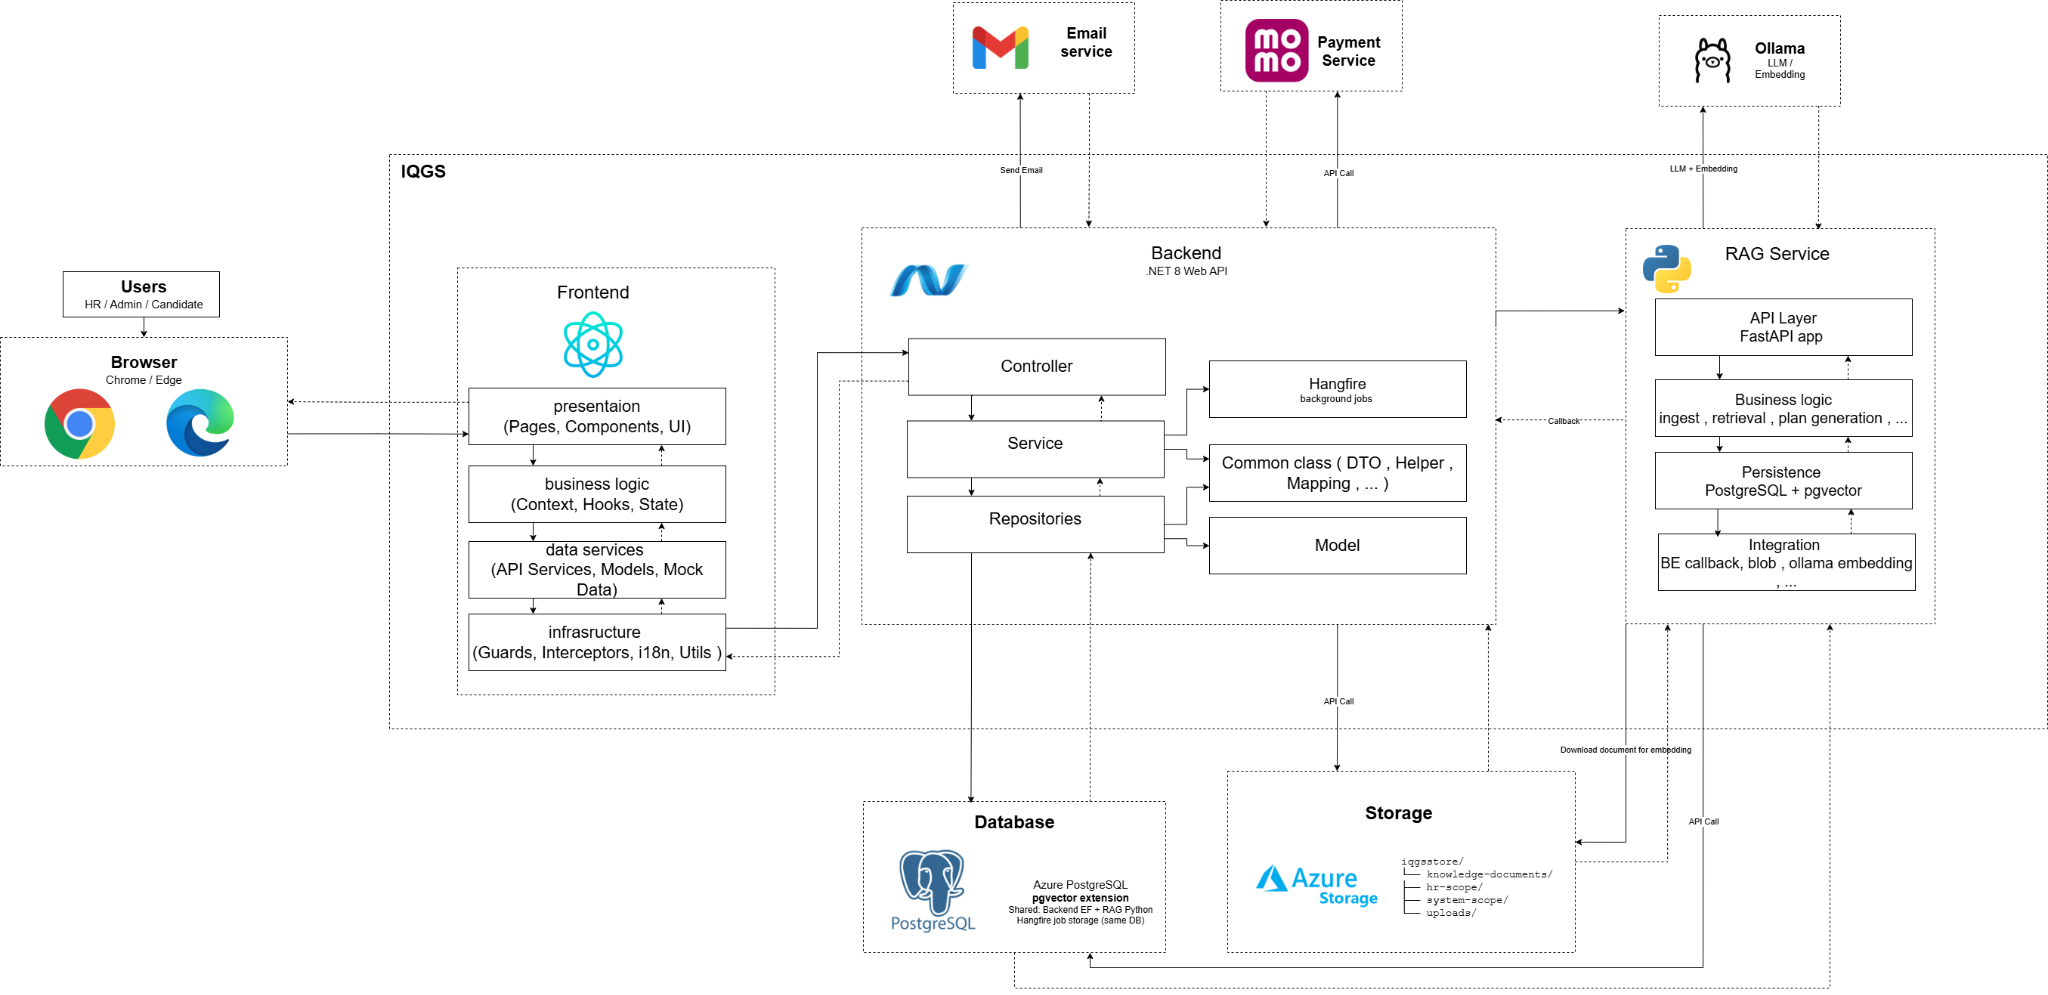 Email
service
mo
mo
Payment
Service
Ollama
LLM /
Embedding
IQGS
Send Email
API Call
LLM + Embedding
Users
HR / Admin / Candidate
Browser
Chrome / Edge
Frontend
presentaion
(Pages, Components, UI)
business logic
(Context, Hooks, State)
data services
(API Services, Models, Mock
Data)
infrasructure
(Guards, Interceptors, i18n, Utils )
Backend
.NET 8 Web API
Controller
Service
Repositories
Hangfire
background jobs
Common class ( DTO , Helper ,
Mapping , ... )
Model
Callback
RAG Service
API Layer
FastAPI app
Business logic
ingest , retrieval , plan generation , ...
Persistence
PostgreSQL + pgvector
Integration
BE callback, blob , ollama embedding
, ...
API Call
Download document for embedding
API Call
Database
PostgreSQL
Azure PostgreSQL
pgvector extension
Shared: Backend EF + RAG Python
Hangfire job storage (same DB)
Storage
Azure
Storage
iqgsstore/
└── knowledge-documents/
├── hr-scope/
├── system-scope/
└── uploads/